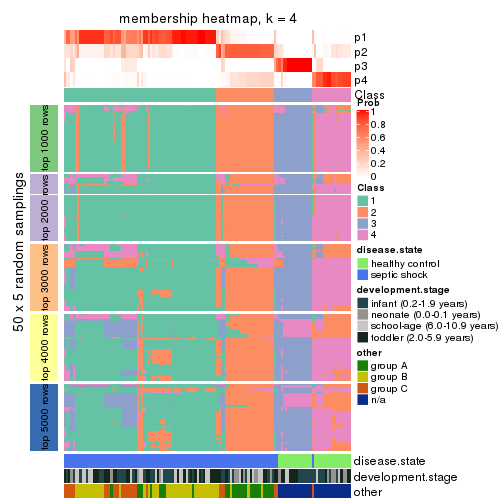 membership heatmap, k = 4
p1
p2
p3
p4
Class
Prob
1
0.8
0.6
0.4
0.2
0
Class
1
2
3
4
disease.state
healthy control
septic shock
development.stage
infant (0.2-1.9 years)
neonate (0.0-0.1 years)
school-age (6.0-10.9 years)
toddler (2.0-5.9 years)
other
group A
group B
group C
n/a
50 x 5 random samplings
top 1000 rows
rows
top 2000 rows
top 3000 rows
top 4000 rows
top 5000 rows
disease.state
development.stage
other